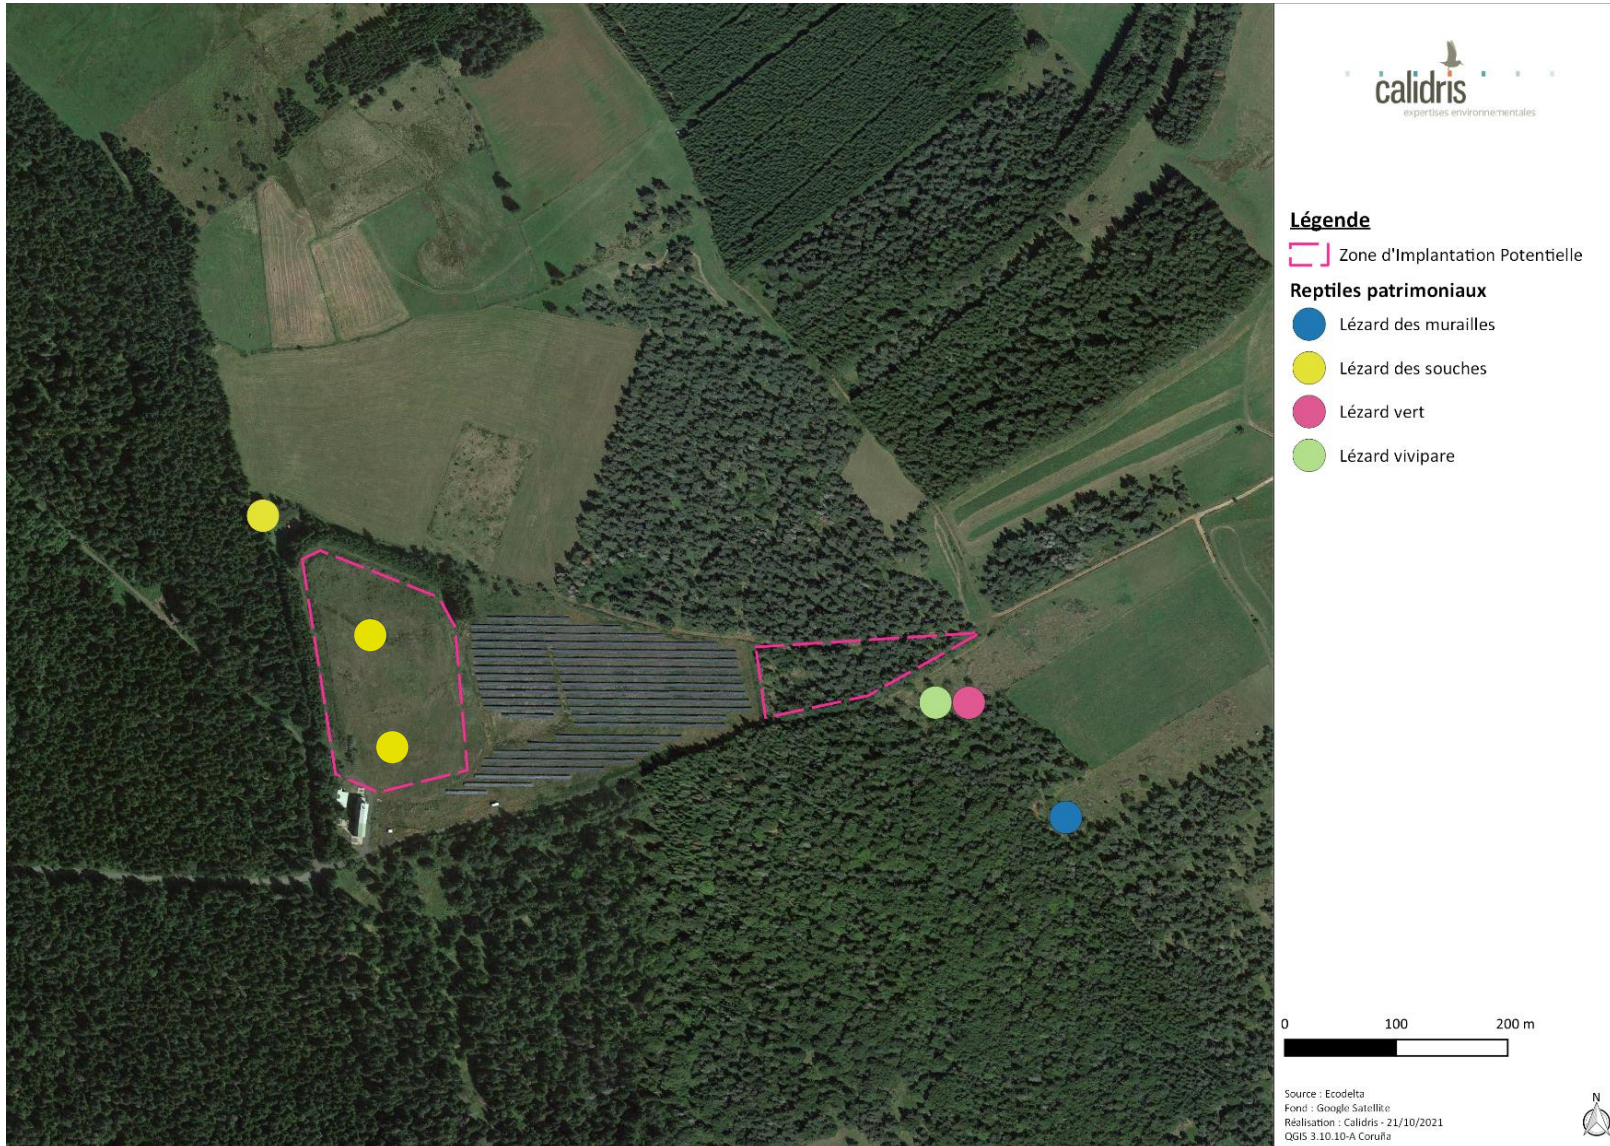 calidris
expertises environnementales
Légende
Zone d'Implantation Potentielle
Reptiles patrimoniaux
Lézard des murailles
Lézard des souches
Lézard vert
Lézard vivipare
0 100 200 m
Source : Ecodelta
Fond : Google Satellite
Réalisation : Calidris - 21/10/2021
QGIS 3.10.10-A Coruña
N